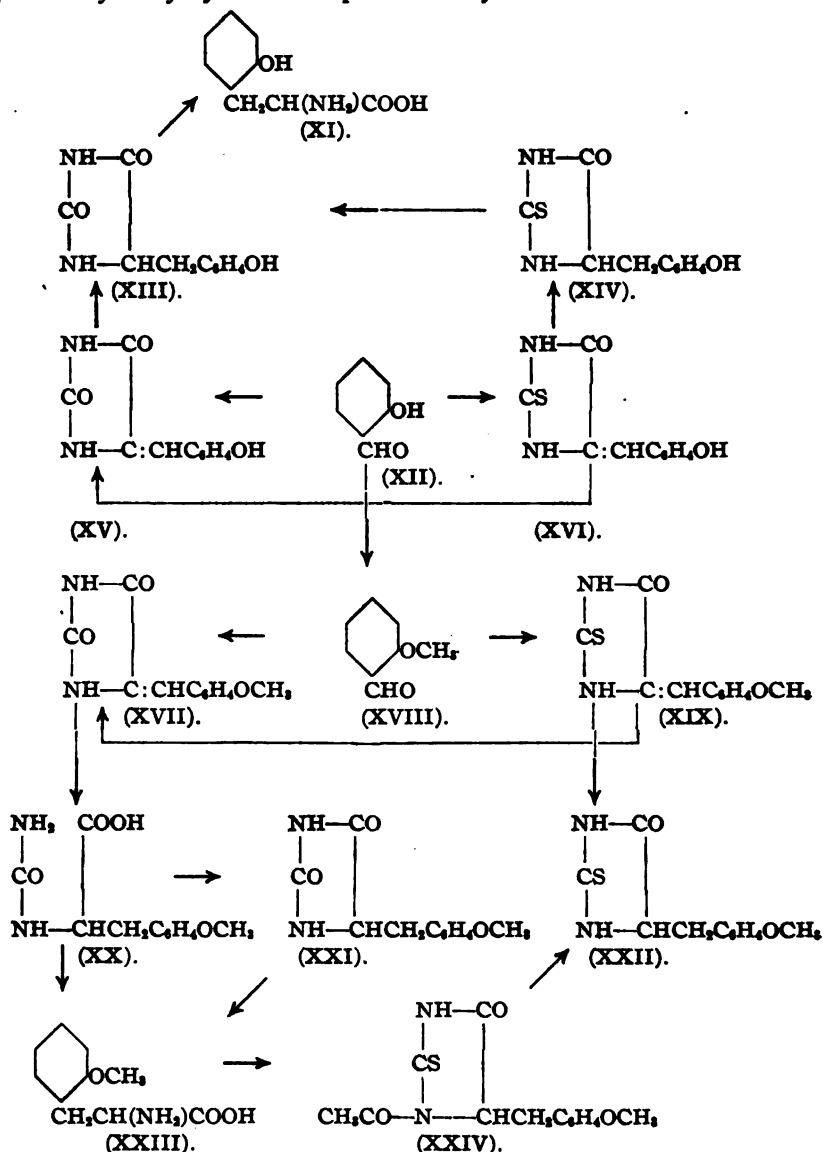 OH
CH₂CH(NH₂)COOH
(XI).
NH—CO NH—CO
CO CS
NH—CHCH₂C₆H₄OH NH—CHCH₂C₆H₄OH
(XIII). (XIV).
NH—CO NH—CO
CO OH CS
NH—C:CHC₆H₄OH CHO NH—C:CHC₆H₄OH
(XII).
(XV). (XVI).
NH—CO NH—CO
CO OCH₃ CS
NH—C:CHC₆H₄OCH₃ CHO NH—C:CHC₆H₄OCH₃
(XVII). (XVIII). (XIX).
NH₂ COOH NH—CO NH—CO
CO CO CS
NH—CHCH₂C₆H₄OCH₃ NH—CHCH₂C₆H₄OCH₃ NH—CHCH₂C₆H₄OCH₃
(XX). (XXI). (XXII).
NH—CO
OCH₃ CS
CH₂CH(NH₂)COOH CH₃CO—N—CHCH₂C₆H₄OCH₃
(XXIII). (XXIV).